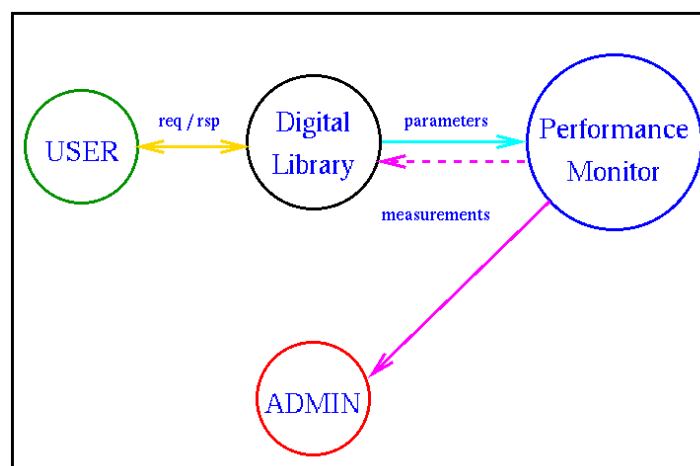 USER
req / rsp
Digital
Library
parameters
measurements
Performance
Monitor
ADMIN